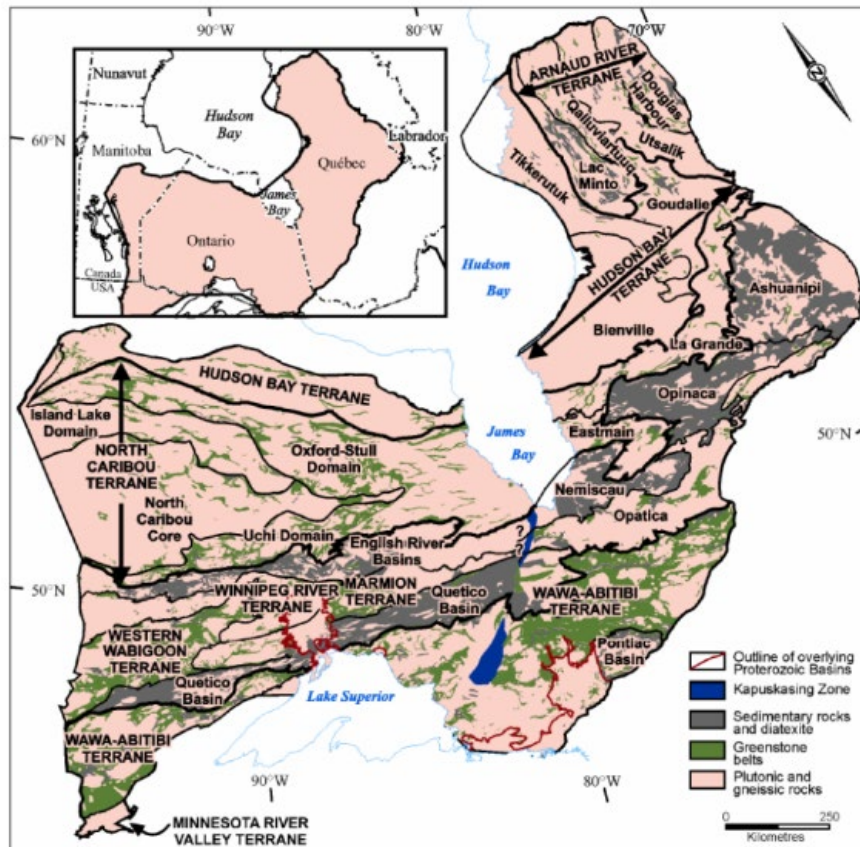 90°W
90°W
70°W
60°N
50°N
50°N
90°W
80°W
N
Nunavut
Hudson
Bay
Labrador
Manitoba
Québec
James
Bay
Ontario
Canada
USA
ARNAUD RIVER
TERRANE
Douglas
Harbour
Qalluviartuuq
Utsalik
Lac
Minto
Tikkerutuk
Goudalie
HUDSON BAY
TERRANE
Hudson
Bay
Ashuanipi
Bienville
La Grande
Opinaca
HUDSON BAY TERRANE
Island Lake
Domain
NORTH
CARIBOU
TERRANE
Oxford-Stull
Domain
James
Bay
Eastmain
Nemiscau
North
Caribou
Core
Opatica
Uchi Domain
English River
Basins
?
?
WINNIPEG RIVER
TERRANE
MARMION
TERRANE
Quetico
Basin
WAWA-ABITIBI
TERRANE
WESTERN
WABIGOON
TERRANE
Pontiac
Basin
Quetico
Basin
Lake Superior
WAWA-ABITIBI
TERRANE
MINNESOTA RIVER
VALLEY TERRANE
Outline of overlying
Proterozoic Basins
Kapuskasing Zone
Sedimentary rocks
and diatexite
Greenstone
belts
Plutonic and
gneissic rocks
0 250
Kilometres